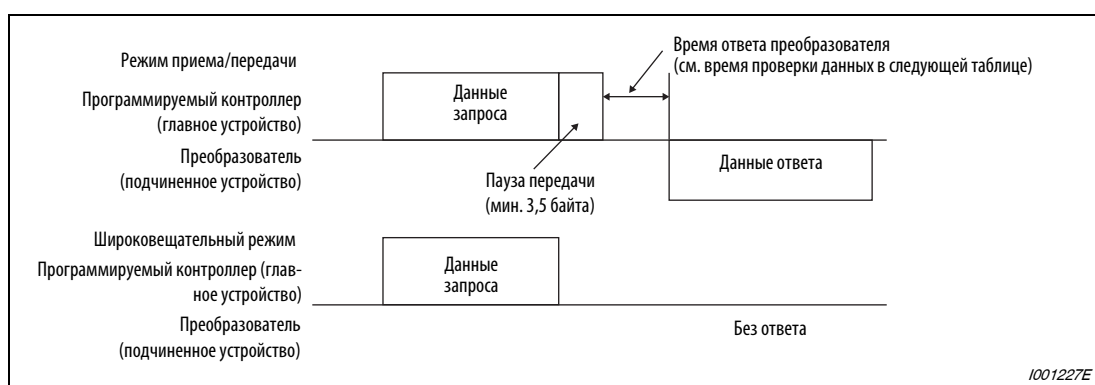 Режим приема/передачи
Время ответа преобразователя
(см. время проверки данных в следующей таблице)
Программируемый контроллер
(главное устройство)
Данные
запроса
Преобразователь
(подчиненное устройство)
Данные ответа
Пауза передачи
(мин. 3,5 байта)
Широковещательный режим
Программируемый контроллер (глав-
ное устройство)
Данные
запроса
Преобразователь
(подчиненное устройство)
Без ответа
I001227E